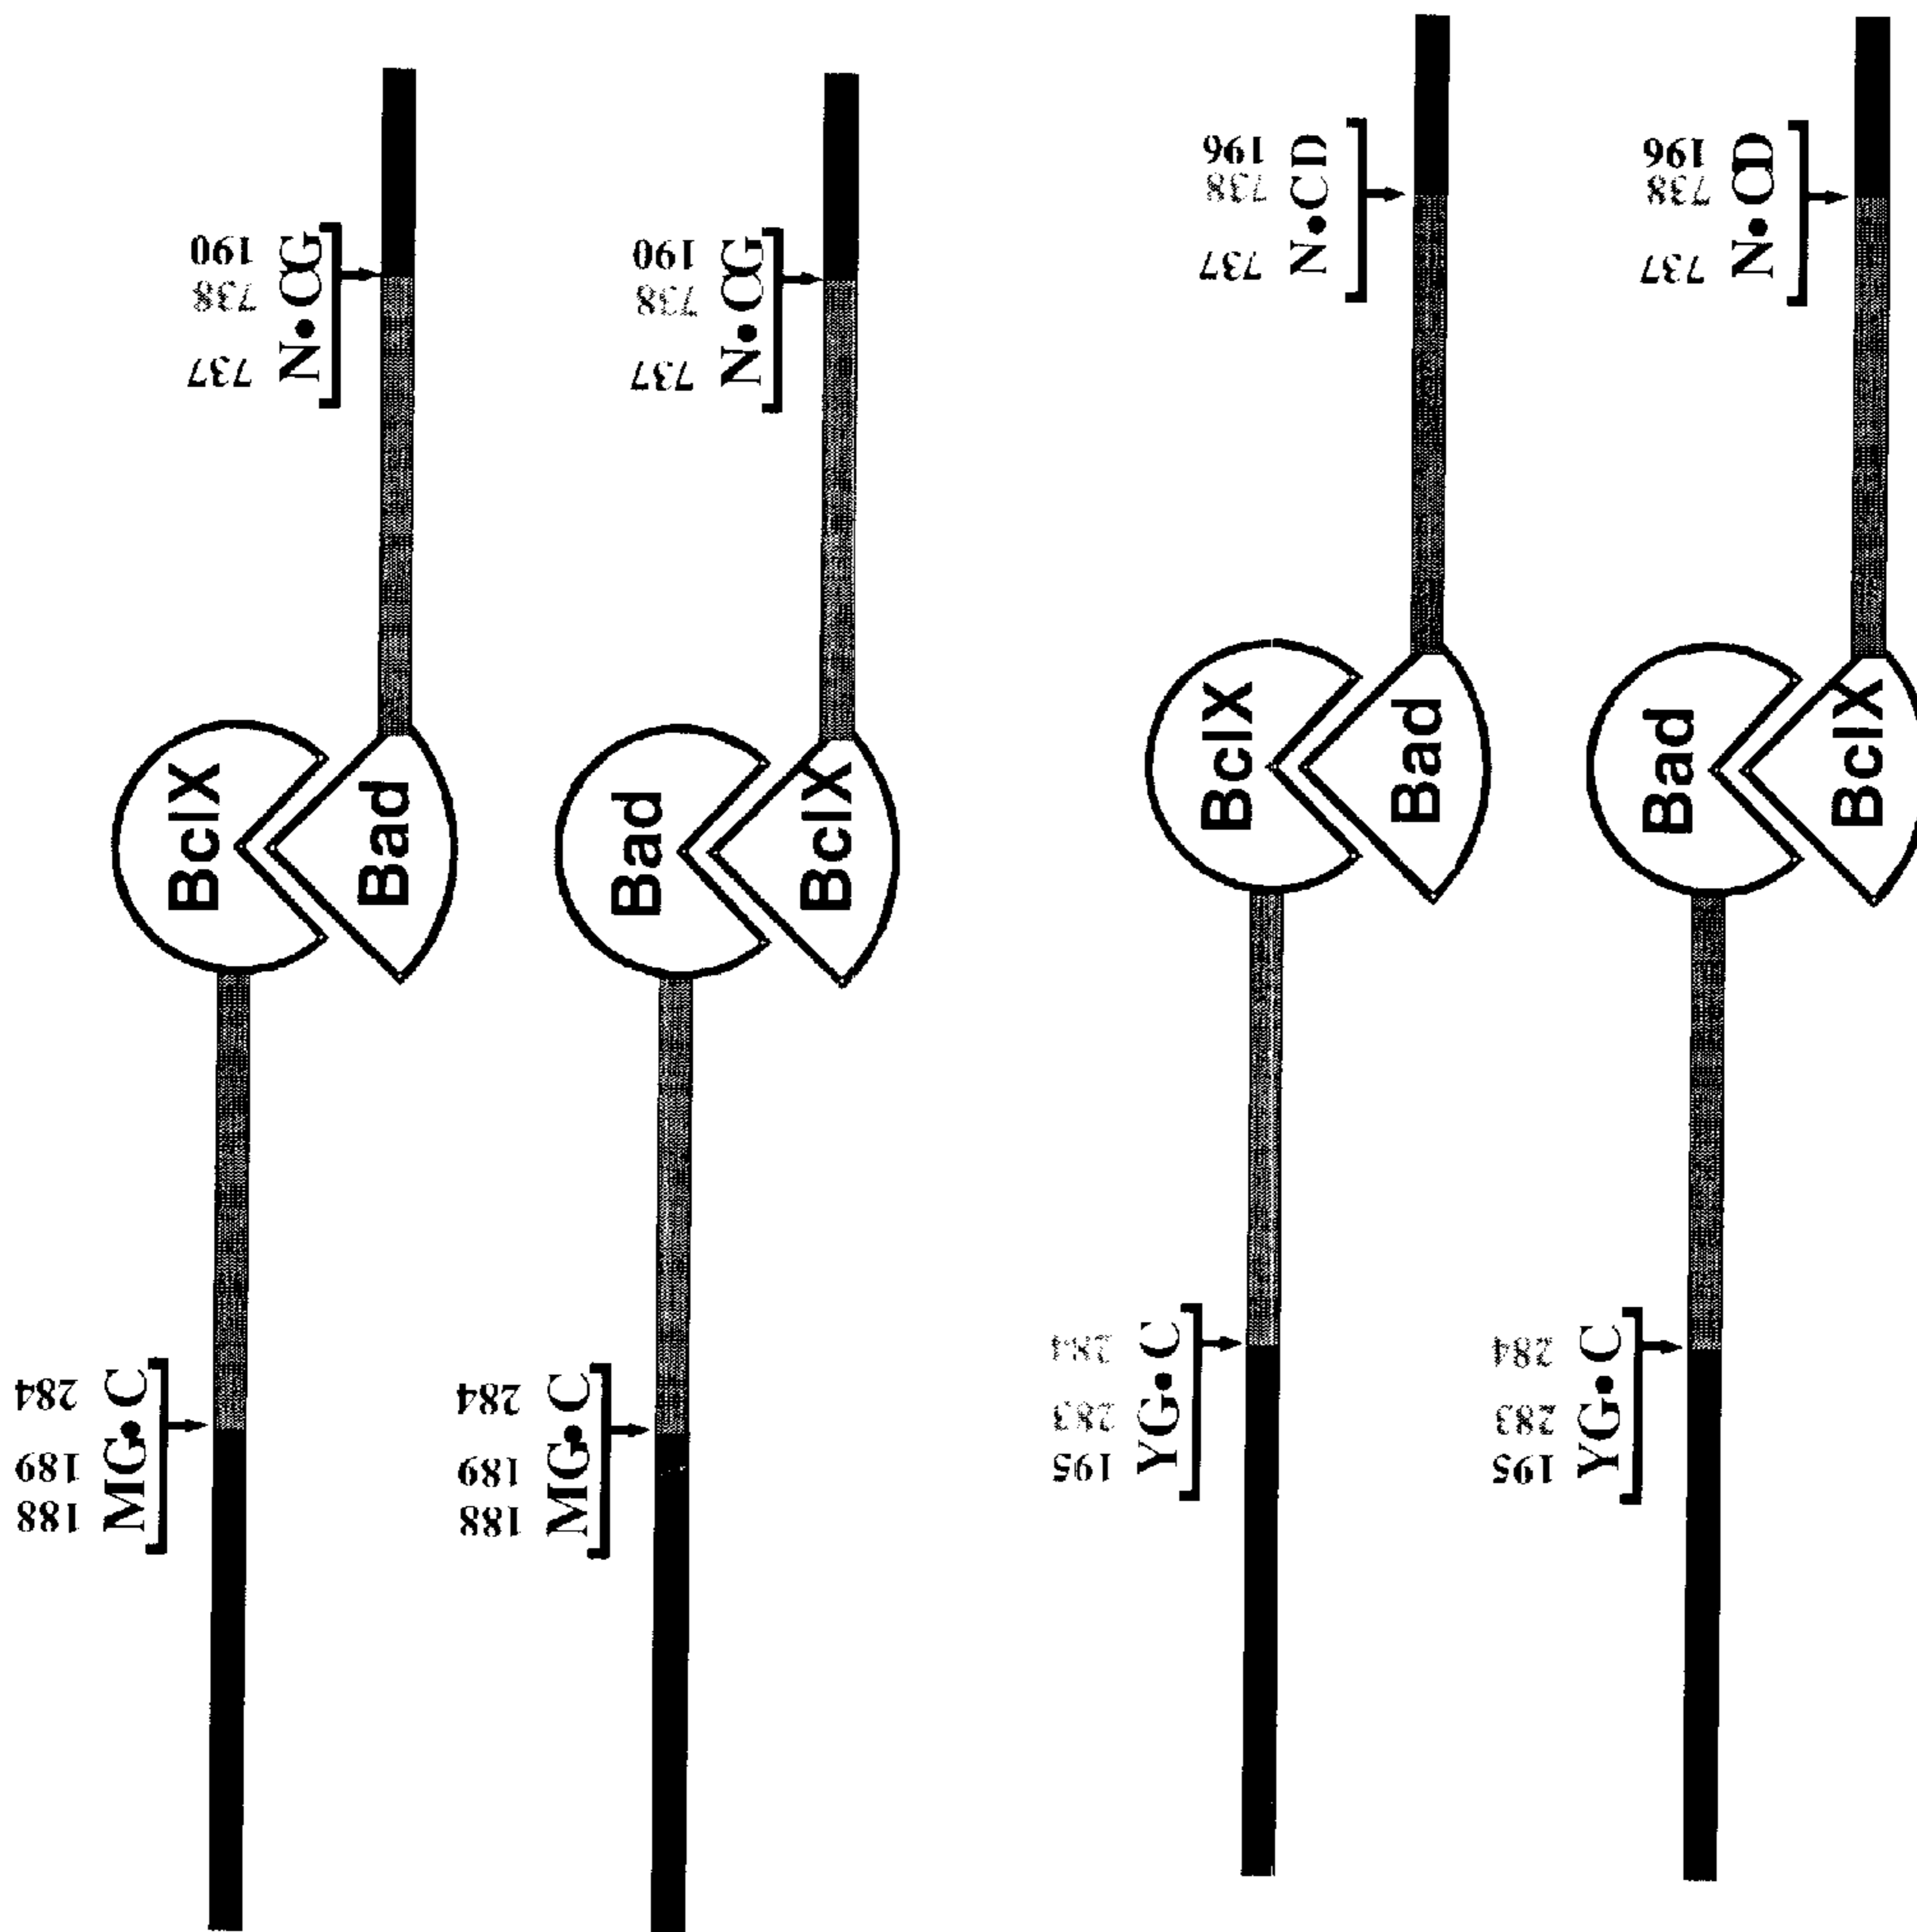 188 189 284
MG•C
BclX
737 738 190
N•CG
Bad
188 189 284
MG•C
Bad
737 738 190
N•CG
BclX
195 283 284
YG•C
BclX
737 738 196
N•CD
Bad
195 283 284
YG•C
Bad
737 738 196
N•CD
BclX